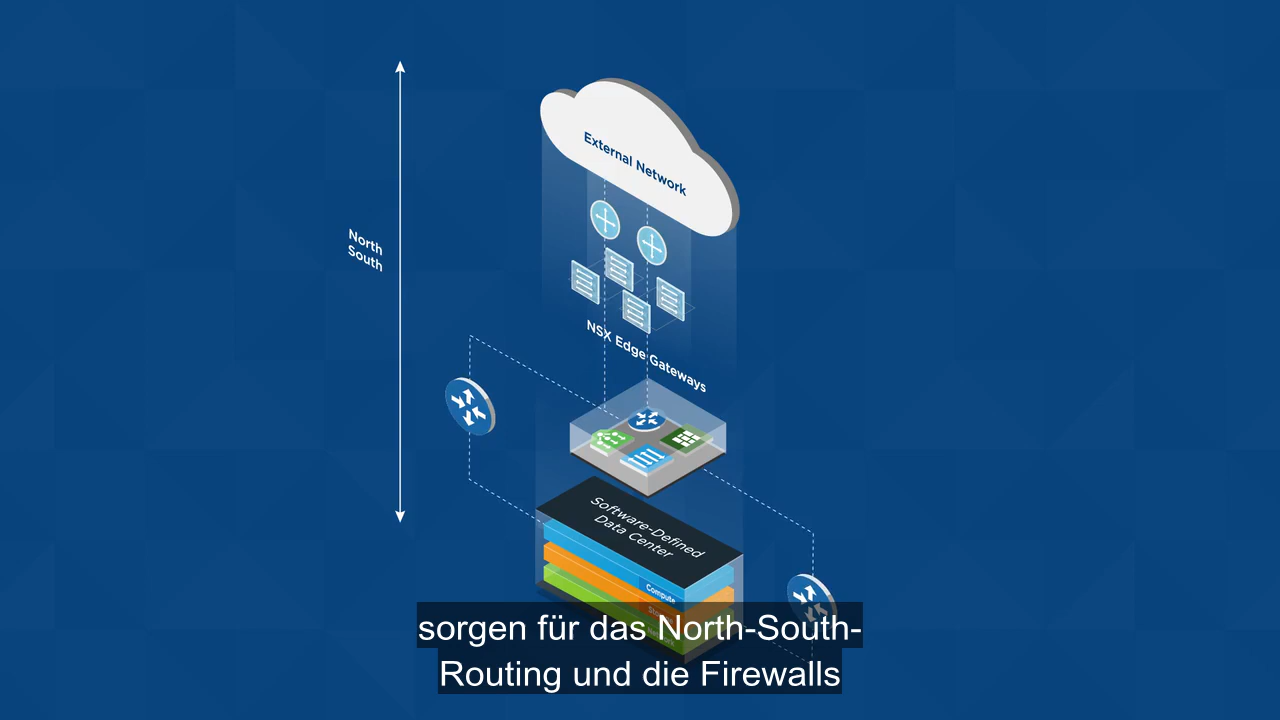 External Network
North
South
NSX Edge Gateways
Software-Defined
Data Center
Compute
sorgen für das North-South-
Routing und die Firewalls